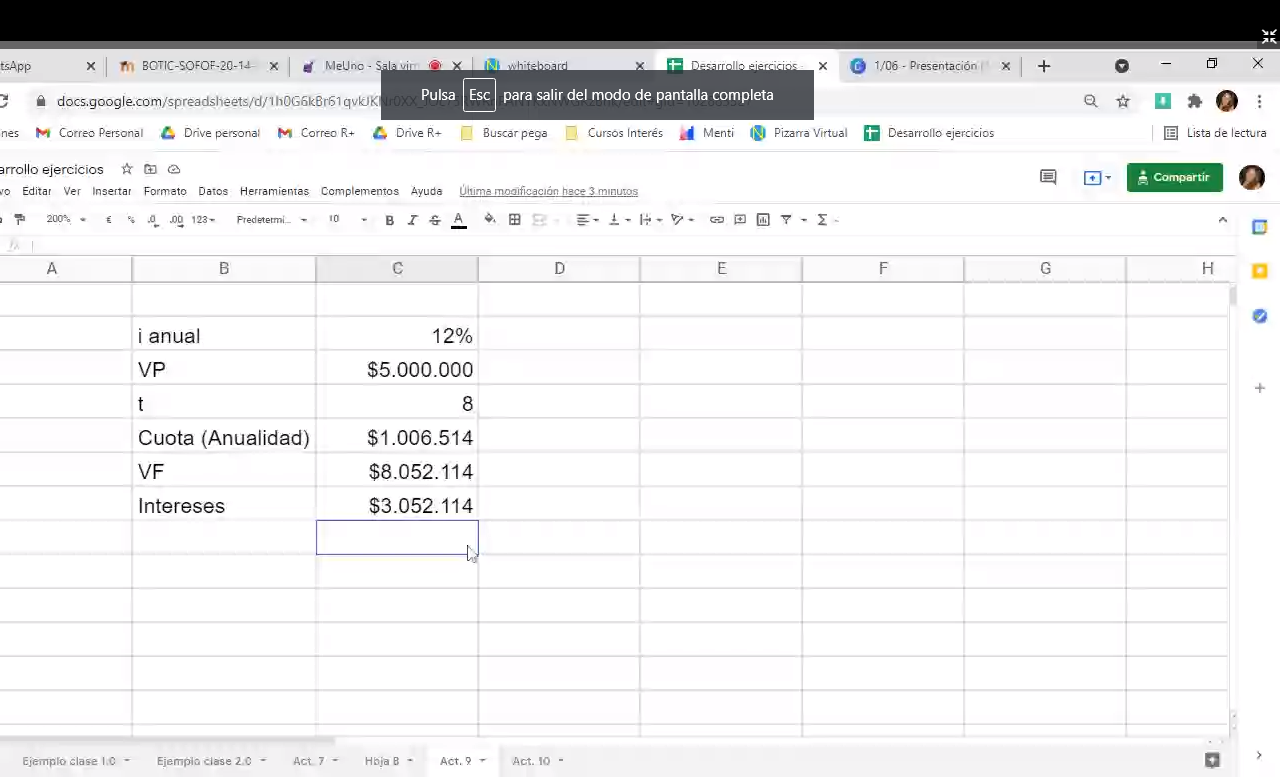 tsApp BOTIC-SOFOF-20-14- MeUno - Sala vir whiteboard Desarrollo ejercicios - 1/06 - Presentación
Pulsa Esc para salir del modo de pantalla completa
docs.google.com/spreadsheets/d/
nes Correo Personal Drive personal Correo R+ Drive R+ Buscar pega Cursos Interés Menti Pizarra Virtual Desarrollo ejercicios Lista de lectura
arrollo ejercicios
Compartir
vo Editar Ver Insertar Formato Datos Herramientas Complementos Ayuda Última modificación hace 3 minutos
200% € % .0 .00 123 Predetermi... 10 B I S A Σ
fx
A B C D E F G H
i anual 12%
VP $5.000.000
t 8
Cuota (Anualidad) $1.006.514
VF $8.052.114
Intereses $3.052.114
Ejemplo clase 1.0 Ejemplo clase 2.0 Act. 7 Hoja 8 Act. 9 Act. 10